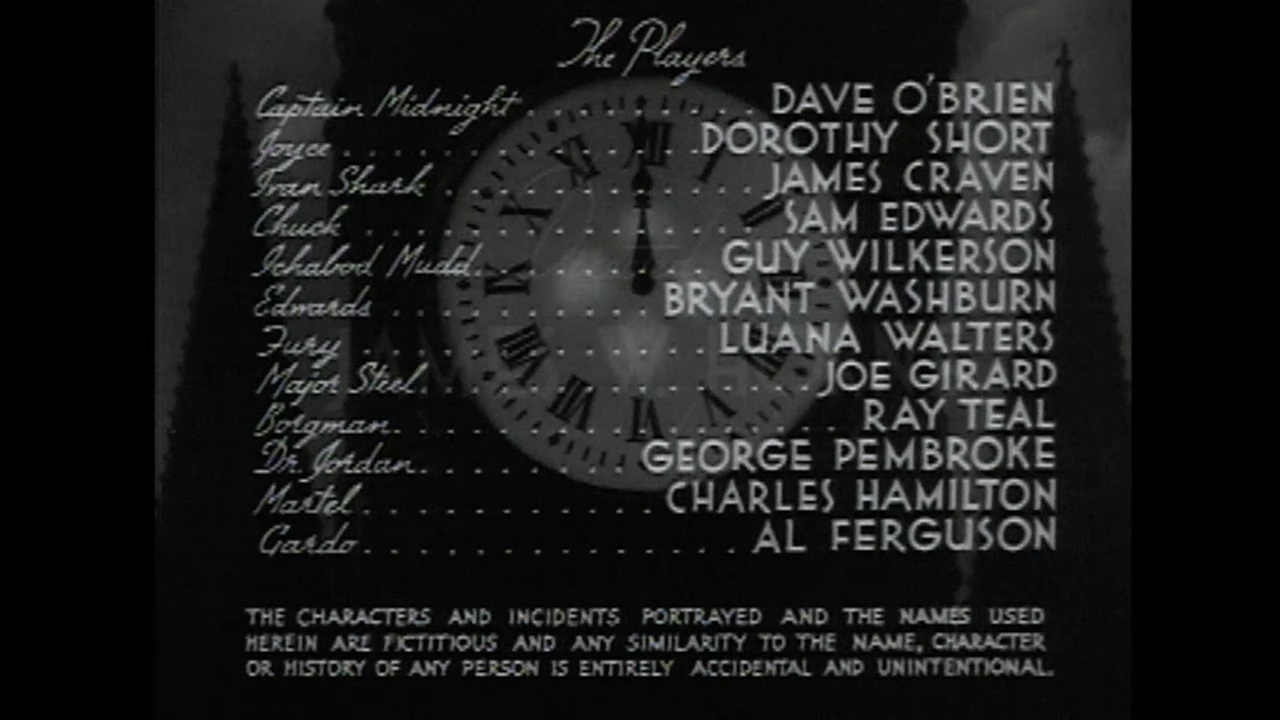 The Players
Captain Midnight . . . . . . . . . . DAVE O'BRIEN
Joyce . . . . . . . . . . . . . . . . DOROTHY SHORT
Ivan Shark . . . . . . . . . . . . . JAMES CRAVEN
Chuck . . . . . . . . . . . . . . . . SAM EDWARDS
Ichabod Mudd. . . . . . . . . . GUY WILKERSON
Edwards . . . . . . . . . . . . BRYANT WASHBURN
Fury . . . . . . . . . . . . . . . LUANA WALTERS
Major Steel. . . . . . . . . . . . . . . JOE GIRARD
Borgman. . . . . . . . . . . . . . . . . RAY TEAL
Dr. Jordan. . . . . . . . . GEORGE PEMBROKE
Martel . . . . . . . . . . . . CHARLES HAMILTON
Gardo. . . . . . . . . . . . . . . AL FERGUSON
THE CHARACTERS AND INCIDENTS PORTRAYED AND THE NAMES USED
HEREIN ARE FICTITIOUS AND ANY SIMILARITY TO THE NAME, CHARACTER
OR HISTORY OF ANY PERSON IS ENTIRELY ACCIDENTAL AND UNINTENTIONAL.